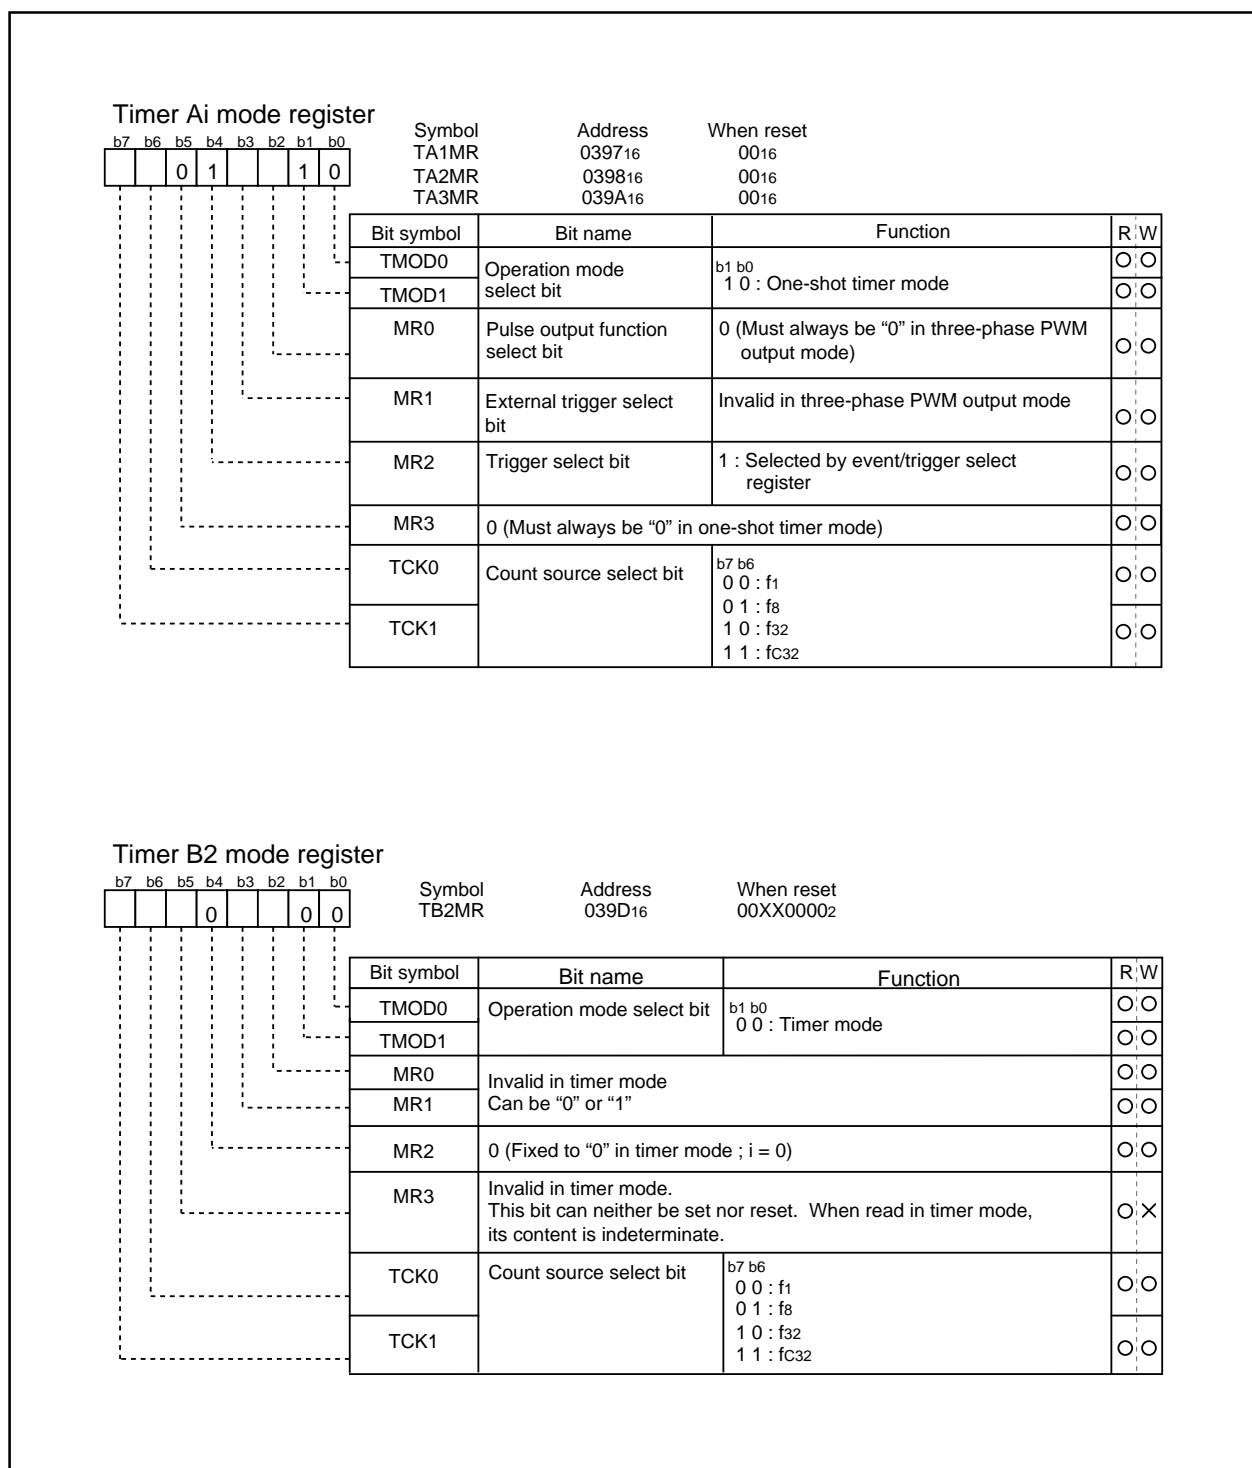 Timer Ai mode register
Symbol Address When reset
b7 b6 b5 b4 b3 b2 b1 b0
TA1MR 039716 0016
0 1 1 0
TA2MR 039816 0016
TA3MR 039A16 0016
Bit symbol Bit name Function R W
TMOD0 Operation mode select bit b1 b0
1 0 : One-shot timer mode
TMOD1
MR0 Pulse output function 0 (Must always be “0” in three-phase PWM
select bit output mode)
MR1 External trigger select Invalid in three-phase PWM output mode
bit
MR2 Trigger select bit 1 : Selected by event/trigger select
register
MR3 0 (Must always be “0” in one-shot timer mode)
TCK0 Count source select bit b7 b6
0 0 : f1
0 1 : f8
TCK1 1 0 : f32
1 1 : fC32
Timer B2 mode register
b7 b6 b5 b4 b3 b2 b1 b0
Symbol Address When reset
0 0 0
TB2MR 039D16 00XX00002
Bit symbol Bit name Function R W
TMOD0 Operation mode select bit b1 b0
0 0 : Timer mode
TMOD1
MR0 Invalid in timer mode
MR1 Can be “0” or “1”
MR2 0 (Fixed to “0” in timer mode ; i = 0)
MR3 Invalid in timer mode.
This bit can neither be set nor reset. When read in timer mode,
its content is indeterminate.
TCK0 Count source select bit b7 b6
0 0 : f1
0 1 : f8
TCK1 1 0 : f32
1 1 : fC32